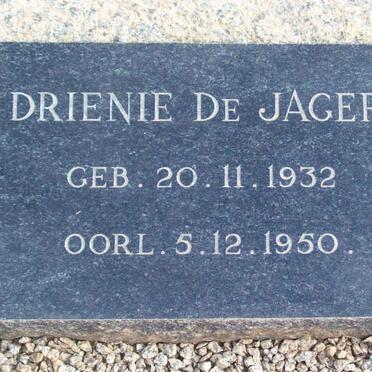 DRIENIE DE JAGER
GEB. 20.11.1932
OORL. 5.12.1950.